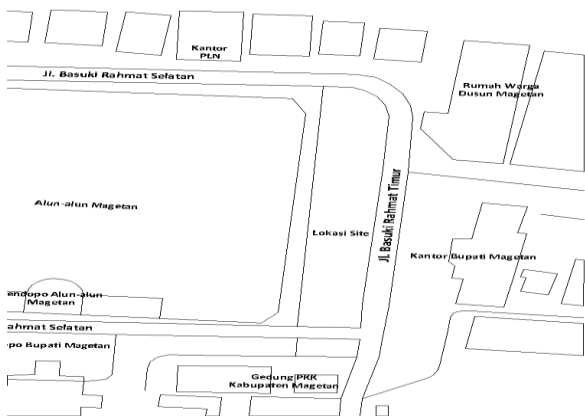 Kantor
PLN
Jl. Basuki Rahmat Selatan
Rumah Warga
Dusun Magetan
Alun-alun Magetan
Jl. Basuki Rahmat Timur
Lokasi Site
Kantor Bupati Magetan
endopo Alun-alun
Magetan
ahmat Selatan
po Bupati Magetan
Gedung PKK
Kabupaten Magetan